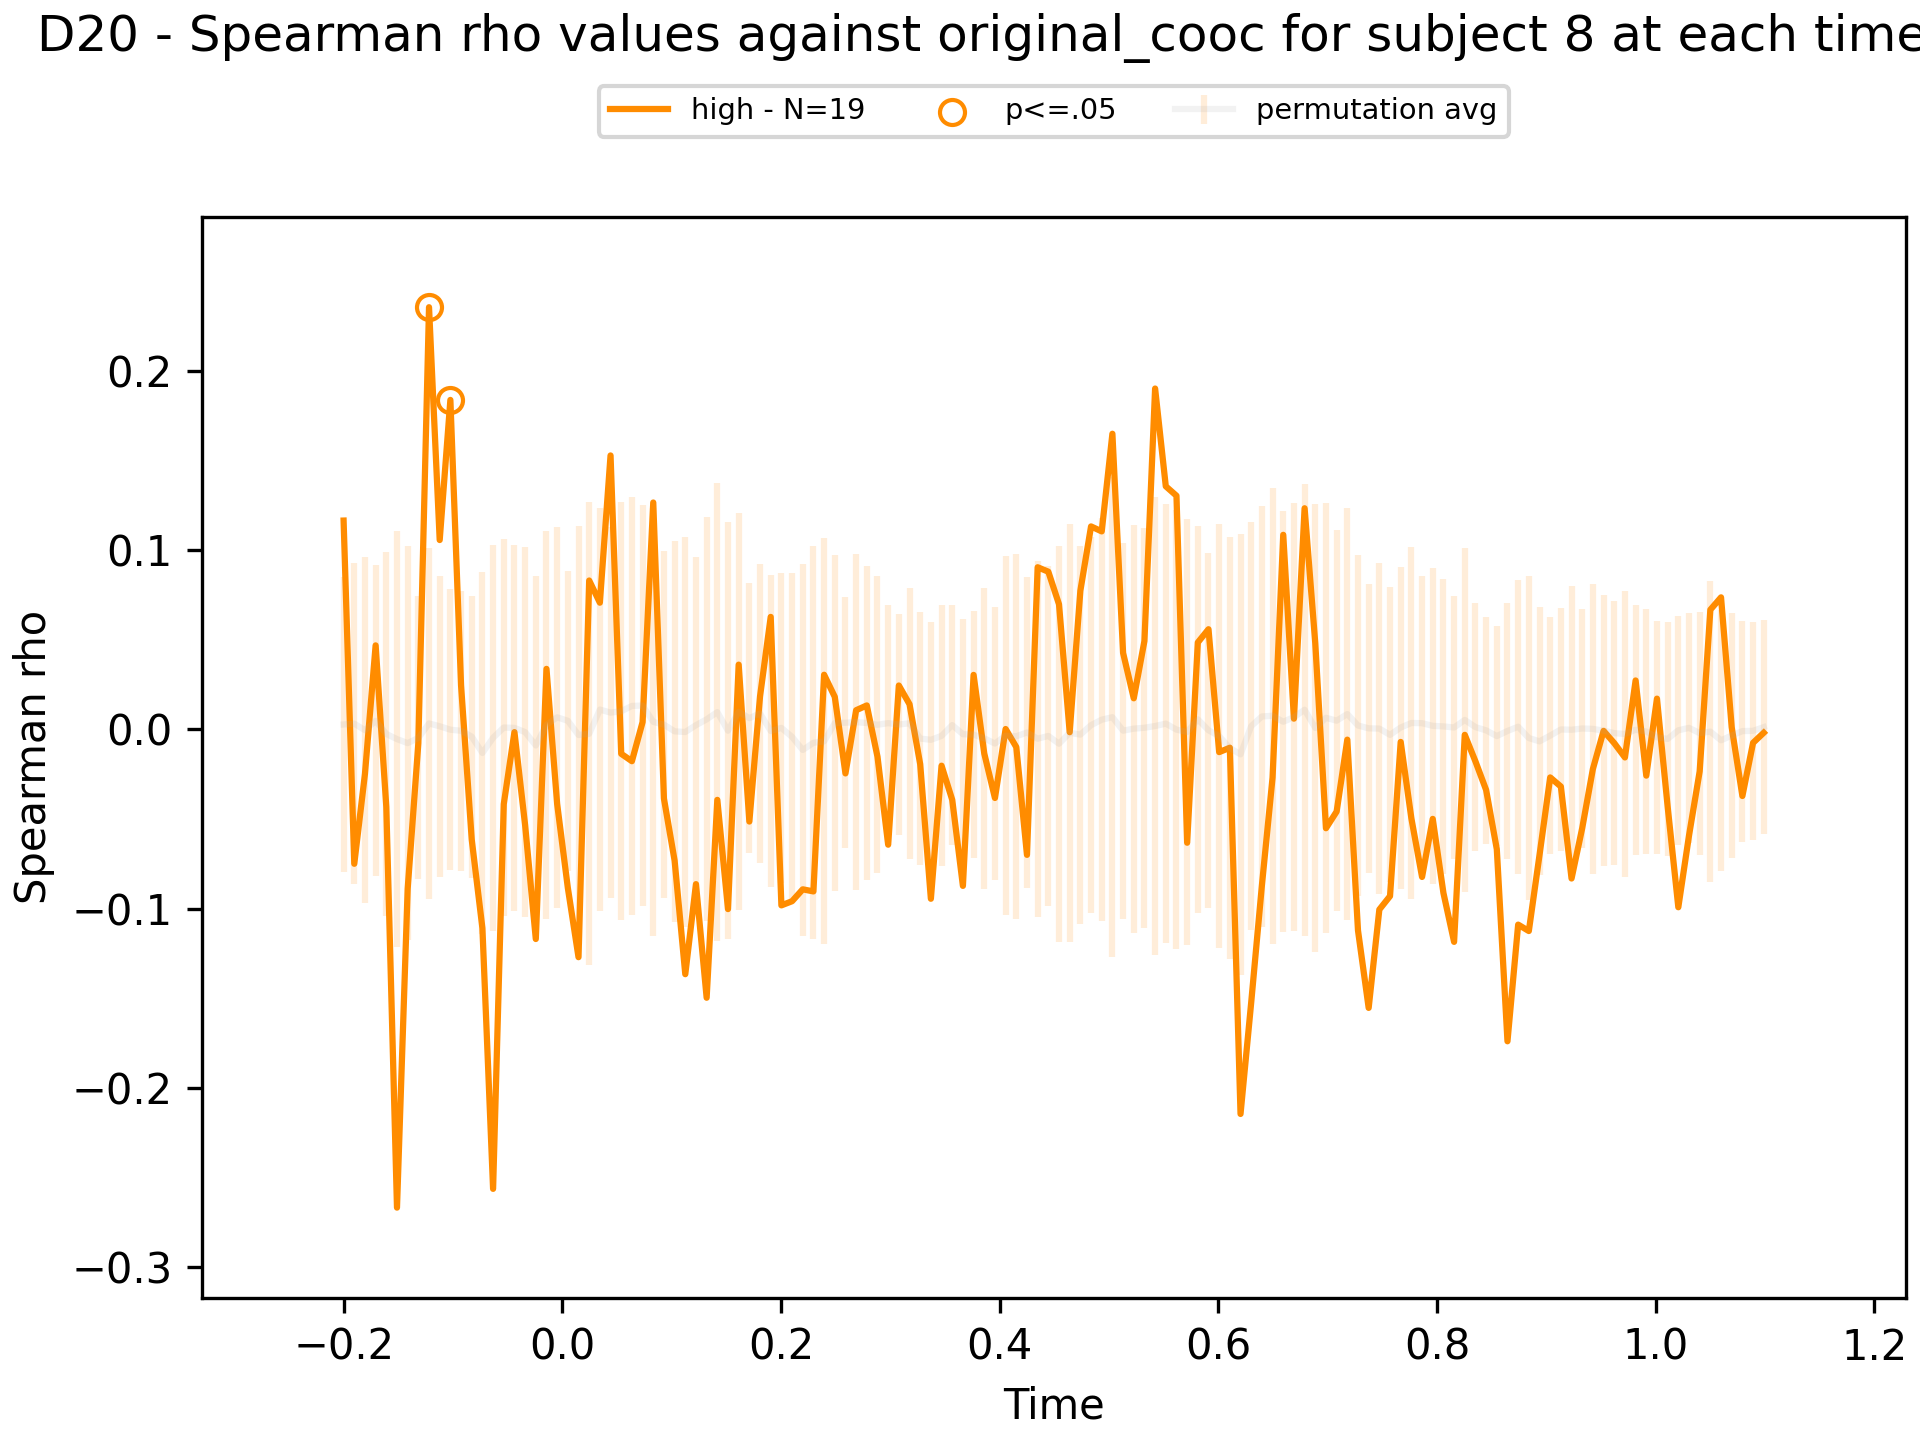 D20 - Spearman rho values against original_cooc for subject 8 at each time
high - N=19 p<=.05 permutation avg
Spearman rho
0.2
0.1
0.0
−0.1
−0.2
−0.3
−0.2 0.0 0.2 0.4 0.6 0.8 1.0 1.2
Time